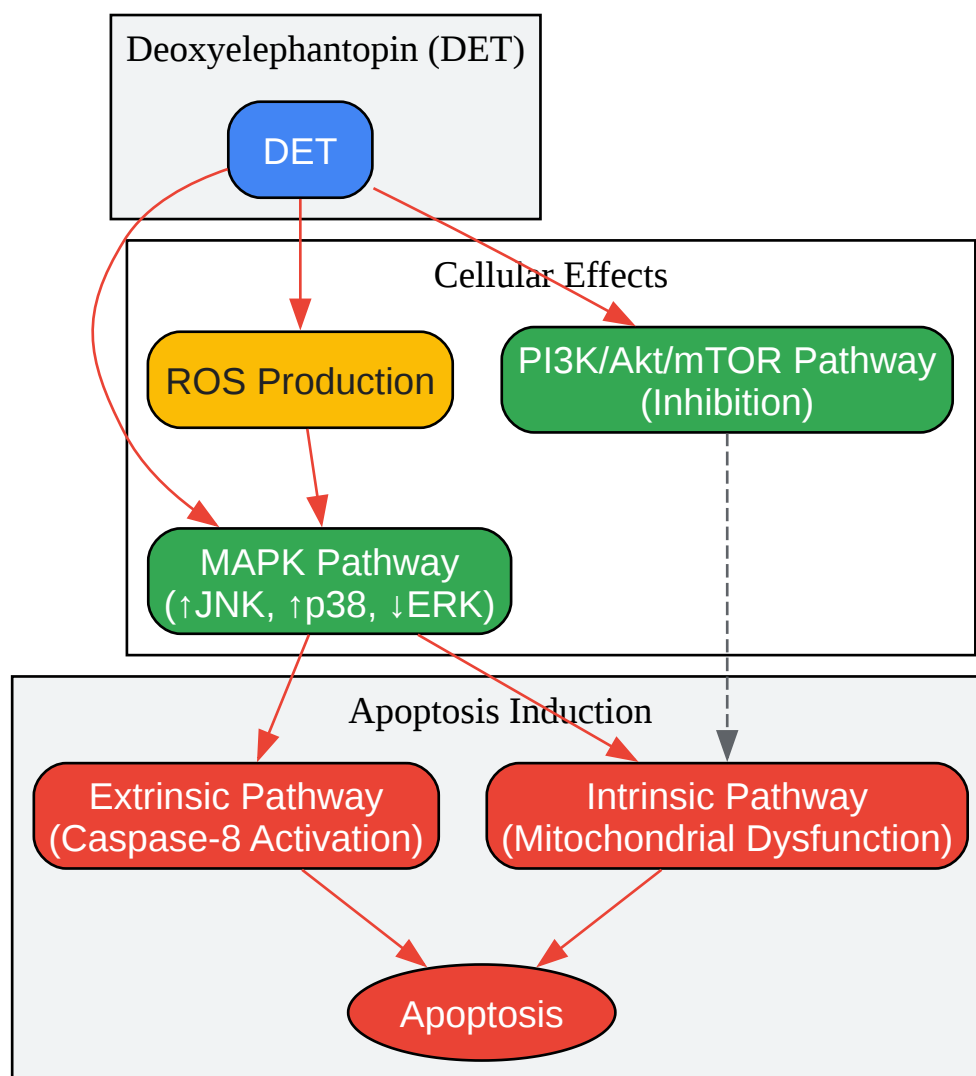 Deoxyelephantopin (DET)
DET
Cellular Effects
ROS Production
PI3K/Akt/mTOR Pathway
(Inhibition)
MAPK Pathway
(↑JNK, ↑p38, ↓ERK)
Apoptosis Induction
Extrinsic Pathway
(Caspase-8 Activation)
Intrinsic Pathway
(Mitochondrial Dysfunction)
Apoptosis